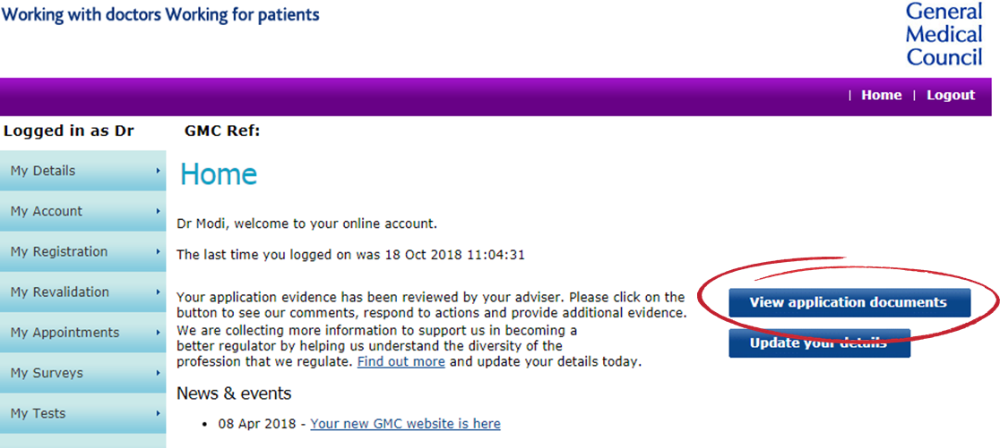 Working with doctors Working for patients
General
Medical
Council
| Home | Logout
Logged in as Dr GMC Ref:
My Details
My Account
My Registration
My Revalidation
My Appointments
My Surveys
My Tests
Home
Dr Modi, welcome to your online account.
The last time you logged on was 18 Oct 2018 11:04:31
Your application evidence has been reviewed by your adviser. Please click on the
button to see our comments, respond to actions and provide additional evidence.
View application documents
We are collecting more information to support us in becoming a
better regulator by helping us understand the diversity of the
profession that we regulate. Find out more and update your details today.
Update your details
News & events
• 08 Apr 2018 - Your new GMC website is here